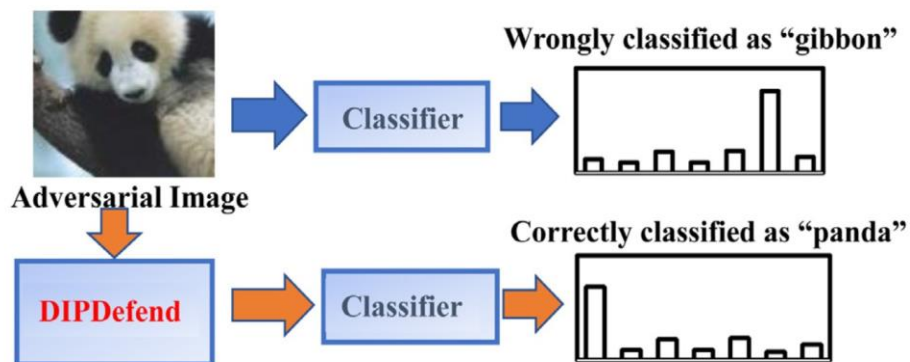 Wrongly classified as “gibbon”
Classifier
Adversarial Image
Correctly classified as “panda”
DIPDefend
Classifier